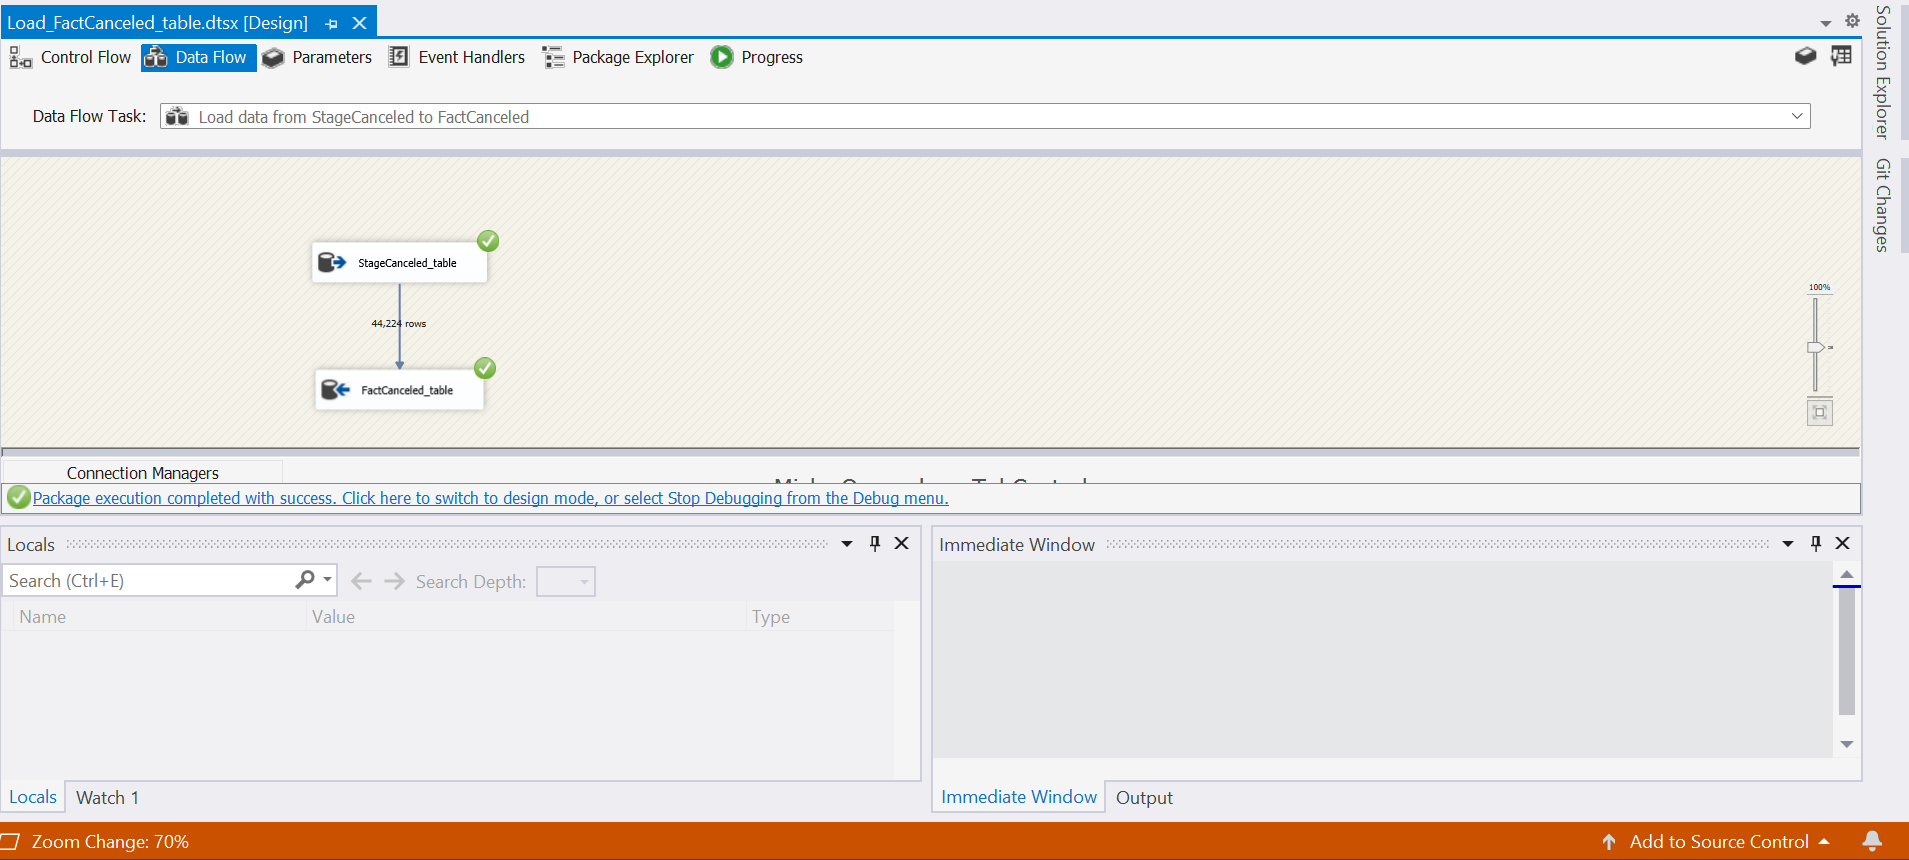 Load_FactCanceled_table.dtsx [Design]
Control Flow
Data Flow
Parameters
Event Handlers
Package Explorer
Progress
Solution Explorer
Git Changes
Data Flow Task:
Load data from StageCanceled to FactCanceled
StageCanceled_table
44,224 rows
FactCanceled_table
100%
Connection Managers
Package execution completed with success. Click here to switch to design mode, or select Stop Debugging from the Debug menu.
Locals
Search (Ctrl+E)
Search Depth:
Name Value Type
Locals Watch 1
Immediate Window
Immediate Window Output
Zoom Change: 70%
Add to Source Control